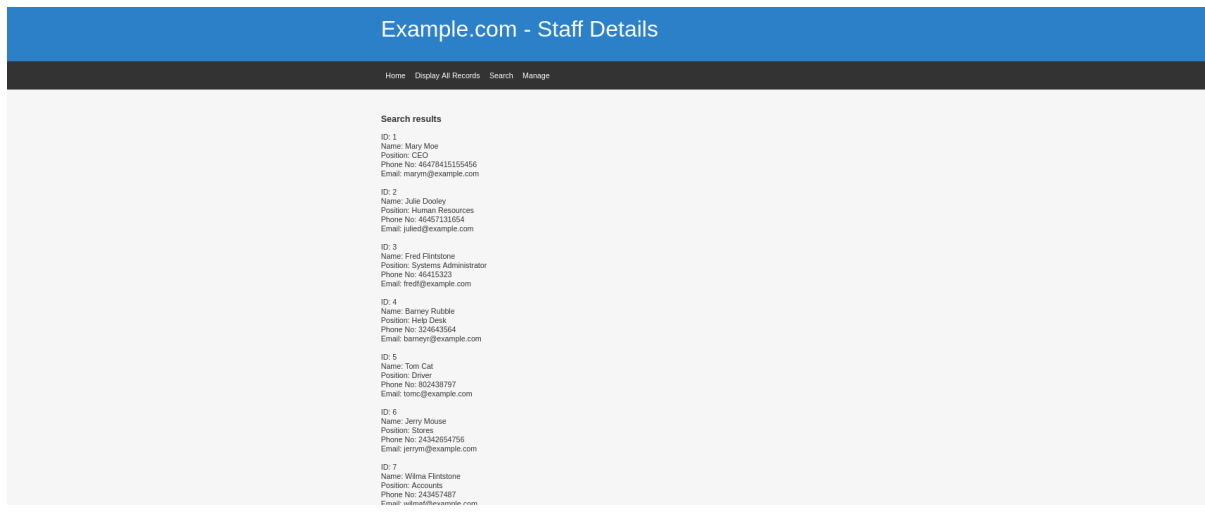 Example.com - Staff Details
Home Display All Records Search Manage
Search results
ID: 1
Name: Mary Moe
Position: CEO
Phone No: 46478415155456
Email: marym@example.com
ID: 2
Name: Julie Dooley
Position: Human Resources
Phone No: 46457131654
Email: julied@example.com
ID: 3
Name: Fred Flintstone
Position: Systems Administrator
Phone No: 46415323
Email: fredf@example.com
ID: 4
Name: Barney Rubble
Position: Help Desk
Phone No: 324643564
Email: barneyr@example.com
ID: 5
Name: Tom Cat
Position: Driver
Phone No: 802438797
Email: tomc@example.com
ID: 6
Name: Jerry Mouse
Position: Stores
Phone No: 24342654756
Email: jerrym@example.com
ID: 7
Name: Wilma Flintstone
Position: Accounts
Phone No: 243457487
Email: wilmaf@example.com